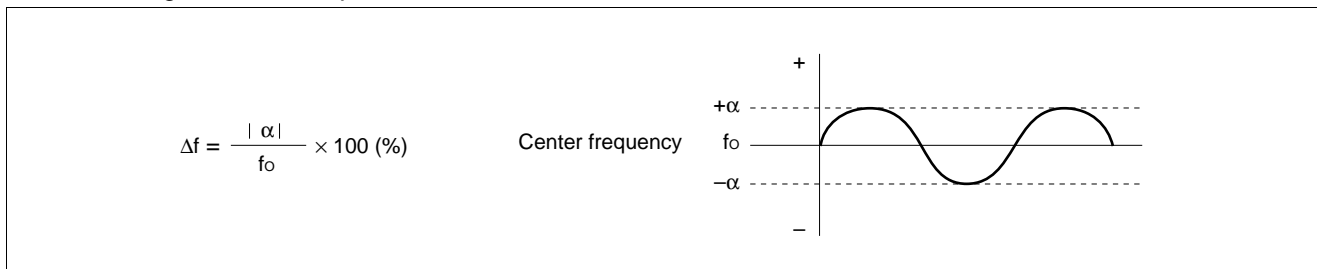 +
+α
| α|
Δf = ─── × 100 (%)
fO
Center frequency
fO
−α
−